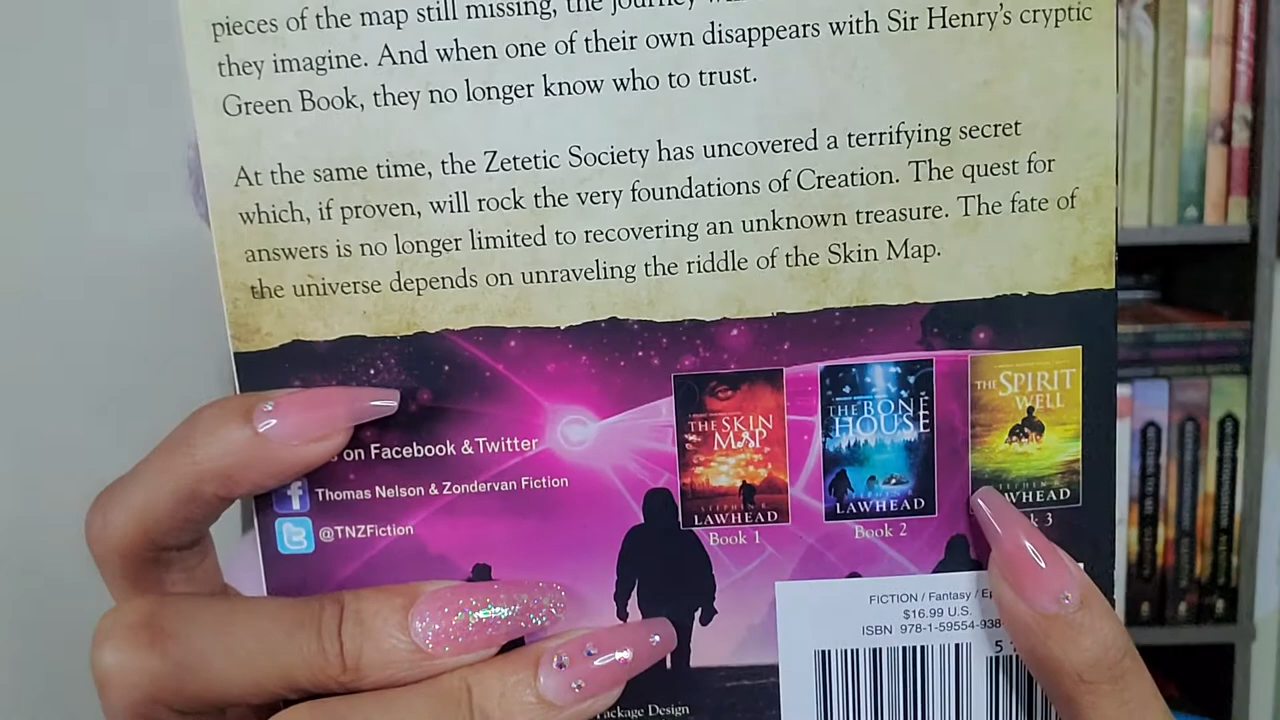 pieces of the map still missing, the journey
they imagine. And when one of their own disappears with Sir Henry's cryptic
Green Book, they no longer know who to trust.
At the same time, the Zetetic Society has uncovered a terrifying secret
which, if proven, will rock the very foundations of Creation. The quest for
answers is no longer limited to recovering an unknown treasure. The fate of
the universe depends on unraveling the riddle of the Skin Map.
on Facebook & Twitter
Thomas Nelson & Zondervan Fiction
@TNZFiction
THE SKIN
MAP
STEPHEN R.
LAWHEAD
Book 1
THE BONE
HOUSE
STEPHEN R.
LAWHEAD
Book 2
THE SPIRIT
WELL
WHEAD
3
FICTION / Fantasy /
$16.99 U.S.
ISBN 978-1-59554-938-
5
Package Design